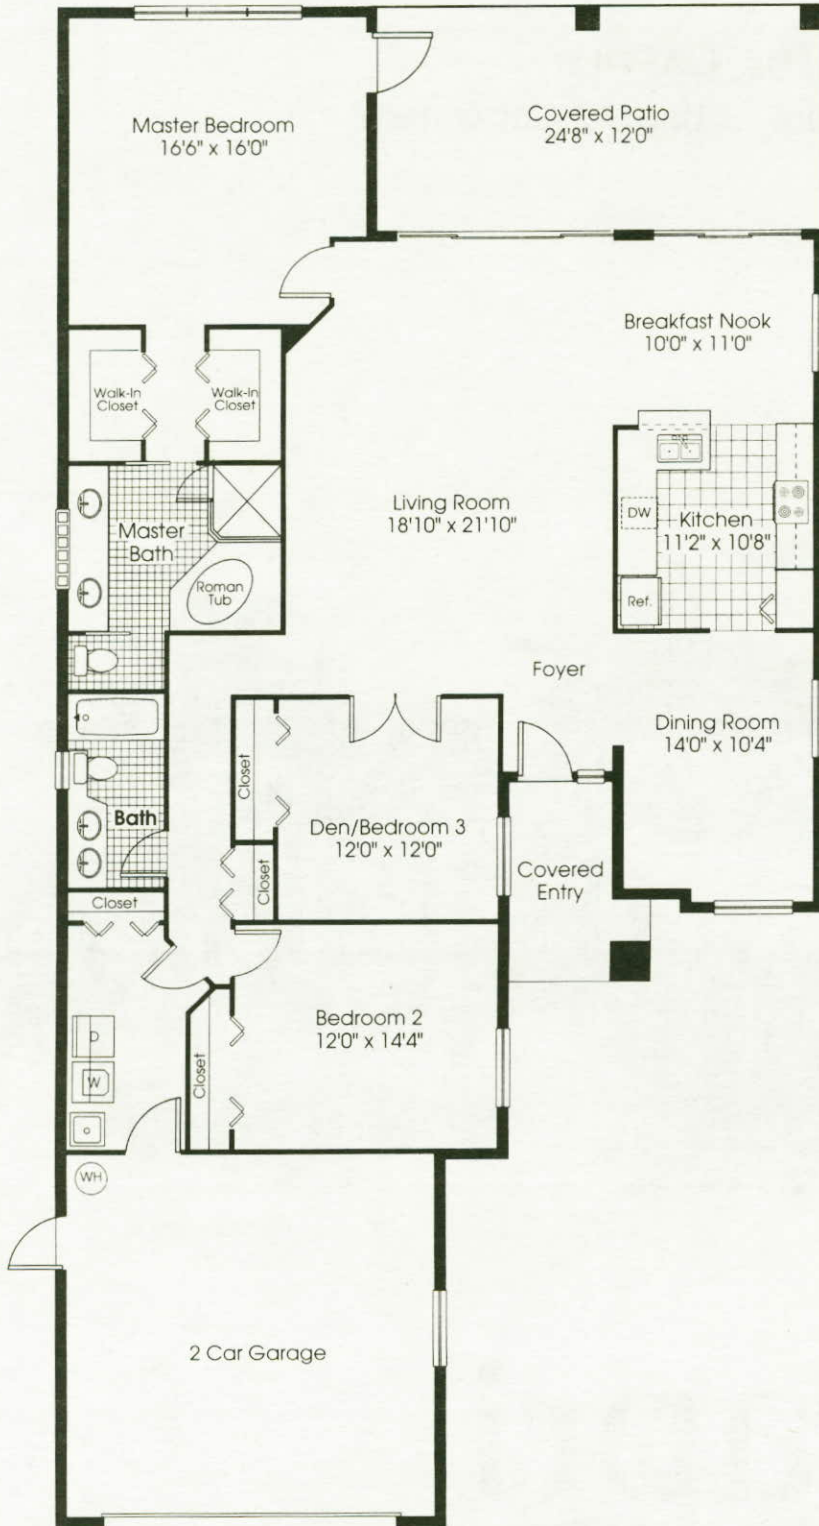 Master Bedroom
16'6" x 16'0"
Covered Patio
24'8" x 12'0"
Breakfast Nook
10'0" x 11'0"
Walk-In
Closet
Walk-In
Closet
Living Room
18'10" x 21'10"
DW
Kitchen
11'2" x 10'8"
Ref.
Master
Bath
Roman
Tub
Foyer
Dining Room
14'0" x 10'4"
Closet
Den/Bedroom 3
12'0" x 12'0"
Bath
Closet
Covered
Entry
Closet
Bedroom 2
12'0" x 14'4"
Closet
D
W
WH
2 Car Garage